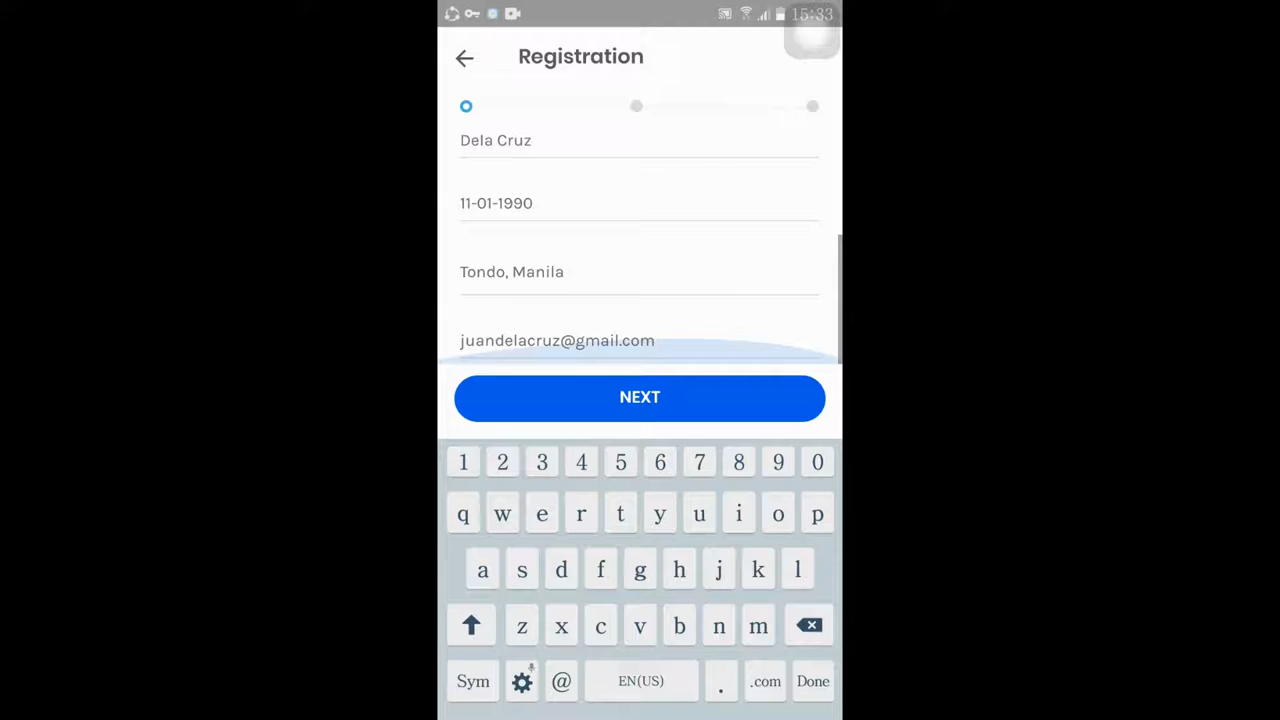 15:33
Registration
Dela Cruz
11-01-1990
Tondo, Manila
juandelacruz@gmail.com
NEXT
1 2 3 4 5 6 7 8 9 0
q w e r t y u i o p
a s d f g h j k l
z x c v b n m
Sym @ EN(US) . .com Done